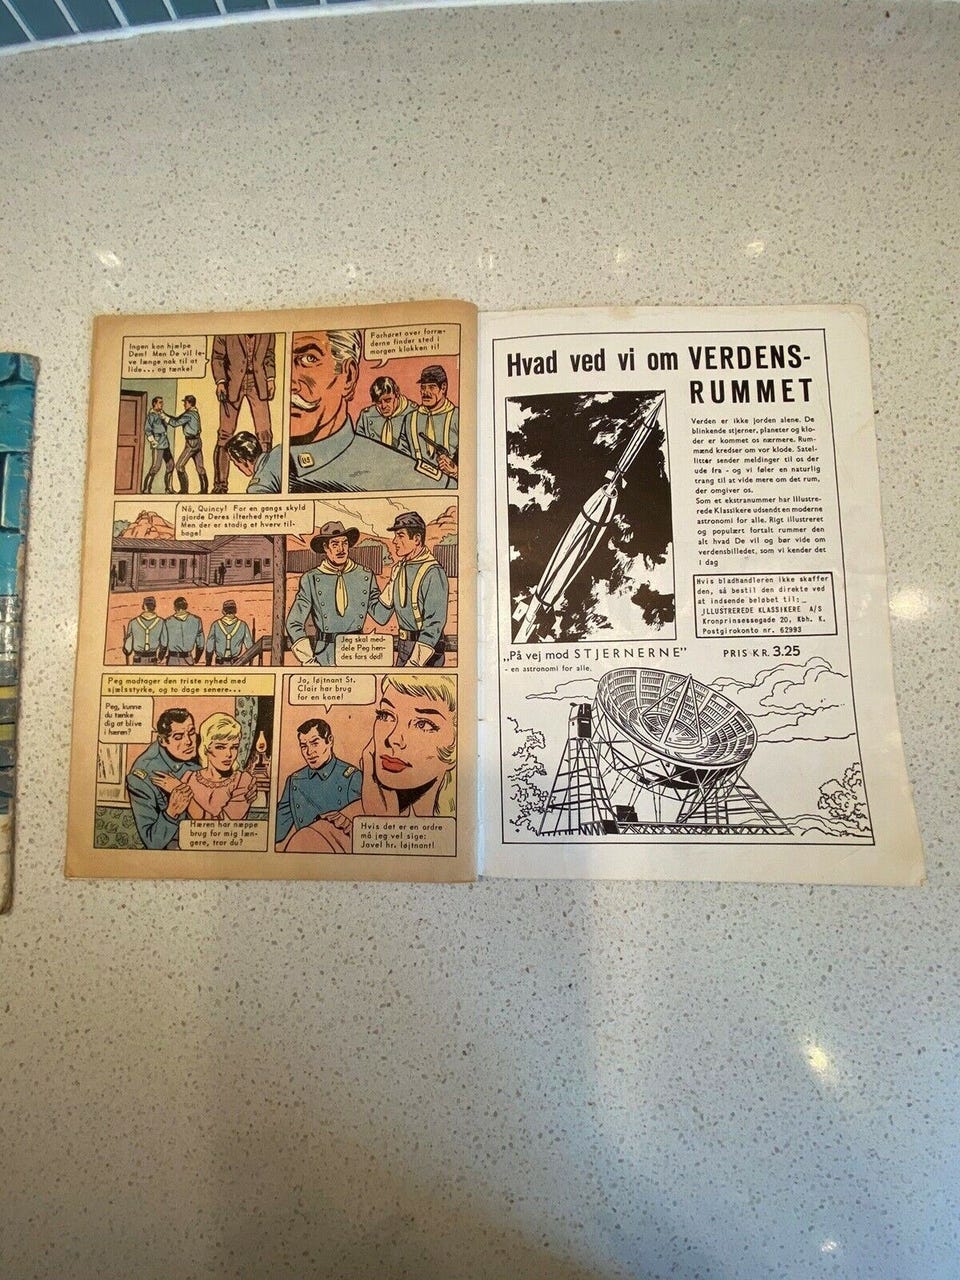 Ingen kan hjælpe
Dem! Men De vil le-
ve længe nok til at
lide... og tænke!
Forhøret over forræ-
derne finder sted i
morgen klokken ti!
U.S
Nå, Quincy! For en gangs skyld
gjorde Deres ilterhed nytte!
Men der er stadig et hverv til-
bage!
Jeg skal med-
dele Peg hen-
des fars død!
Peg modtager den triste nyhed med
sjælsstyrke, og to dage senere...
Peg, kunne
du tænke
dig at blive
i hæren?
Hæren har næppe
brug for mig læn-
gere, tror du?
Jo, løjtnant St.
Clair har brug
for en kone!
Hvis det er en ordre
må jeg vel sige:
Javel hr. løjtnant!
Hvad ved vi om VERDENS-
RUMMET
Verden er ikke jorden alene. De
blinkende stjerner, planeter og klo-
der er kommet os nærmere. Rum-
mænd kredser om vor klode. Satel-
litter sender meldinger til os der
ude fra - og vi føler en naturlig
trang til at vide mere om det rum,
der omgiver os.
Som et ekstranummer har Illustre-
rede Klassikere udsendt en moderne
astronomi for alle. Rigt illustreret
og populært fortalt rummer den
alt hvad De vil og bør vide om
verdensbilledet, som vi kender det
i dag
Hvis bladhandleren ikke skaffer
den, så bestil den direkte ved
at indsende beløbet til:
ILLUSTREREDE KLASSIKERE A/S
Kronprinsessegade 20, Kbh. K.
Postgirokonto nr. 62993
„På vej mod STJERNERNE"
- en astronomi for alle.
PRIS KR. 3.25